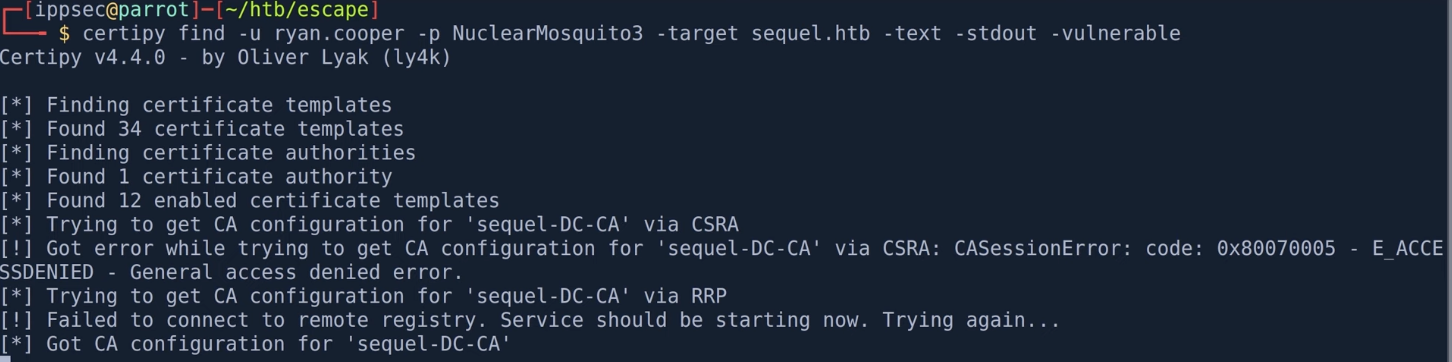 ┌─[ippsec@parrot]─[~/htb/escape]
└──╼ $ certipy find -u ryan.cooper -p NuclearMosquito3 -target sequel.htb -text -stdout -vulnerable
Certipy v4.4.0 - by Oliver Lyak (ly4k)
[*] Finding certificate templates
[*] Found 34 certificate templates
[*] Finding certificate authorities
[*] Found 1 certificate authority
[*] Found 12 enabled certificate templates
[*] Trying to get CA configuration for 'sequel-DC-CA' via CSRA
[!] Got error while trying to get CA configuration for 'sequel-DC-CA' via CSRA: CASessionError: code: 0x80070005 - E_ACCE
SSDENIED - General access denied error.
[*] Trying to get CA configuration for 'sequel-DC-CA' via RRP
[!] Failed to connect to remote registry. Service should be starting now. Trying again...
[*] Got CA configuration for 'sequel-DC-CA'